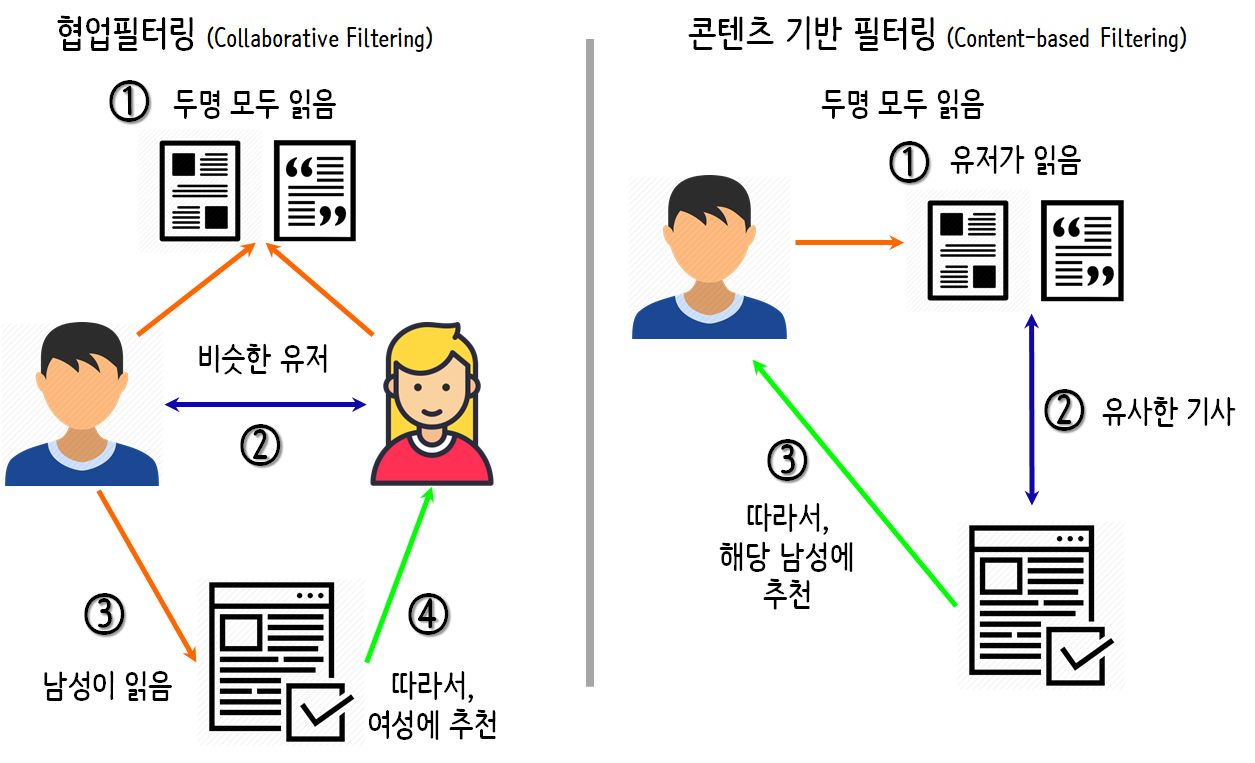 협업필터링 (Collaborative Filtering)
① 두명 모두 읽음
비슷한 유저
②
③
남성이 읽음
④
따라서,
여성에 추천
콘텐츠 기반 필터링 (Content-based Filtering)
두명 모두 읽음
① 유저가 읽음
② 유사한 기사
③
따라서,
해당 남성에
추천